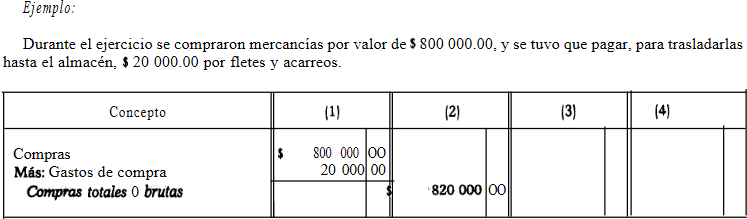 Ejemplo:
Durante el ejercicio se compraron mercancías por valor de $ 800 000.00, y se tuvo que pagar, para trasladarlas
hasta el almacén, $ 20 000.00 por fletes y acarreos.
Concepto (1) (2) (3) (4)
Compras $ 800 000 OO
Más: Gastos de compra 20 000 00
Compras totales 0 brutas $ 820 000 OO